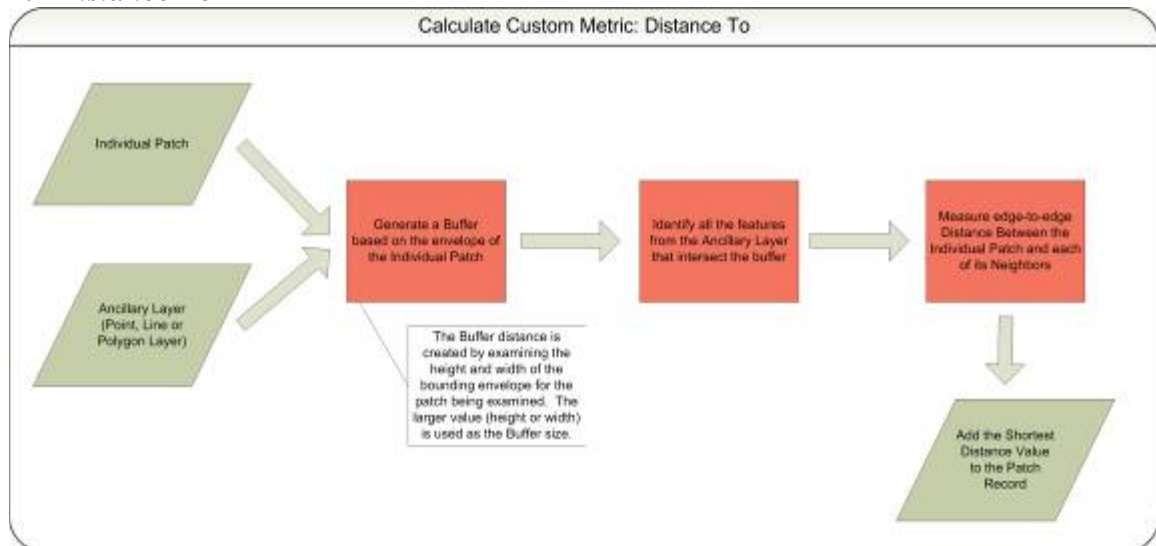 Calculate Custom Metric: Distance To
Individual Patch
Ancillary Layer
(Point, Line or
Polygon Layer)
Generate a Buffer
based on the envelope of
the Individual Patch
The Buffer distance is
created by examining the
height and width of the
bounding envelope for the
patch being examined. The
larger value (height or width)
is used as the Buffer size.
Identify all the features
from the Ancillary Layer
that intersect the buffer
Measure edge-to-edge
Distance Between the
Individual Patch and each
of its Neighbors
Add the Shortest
Distance Value
to the Patch
Record